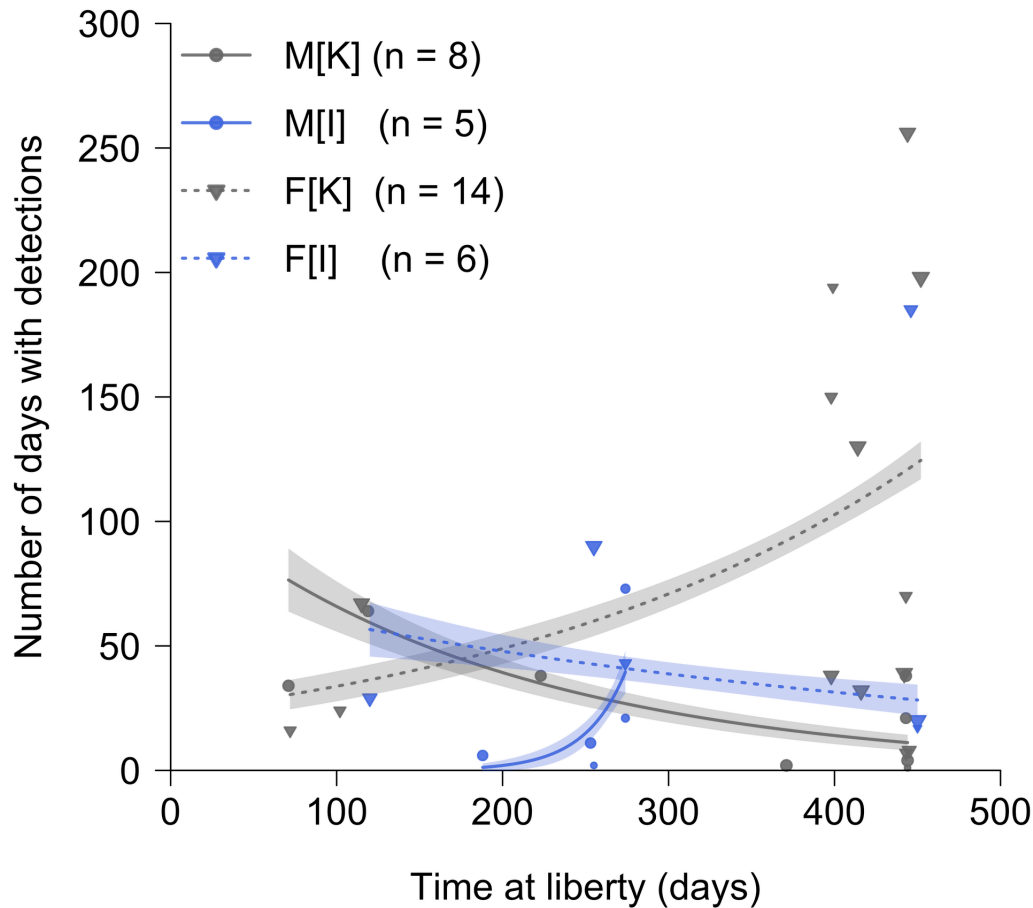 300
250
200
150
100
50
0
Number of days with detections
M[K] (n = 8)
M[I] (n = 5)
F[K] (n = 14)
F[I] (n = 6)
0 100 200 300 400 500
Time at liberty (days)